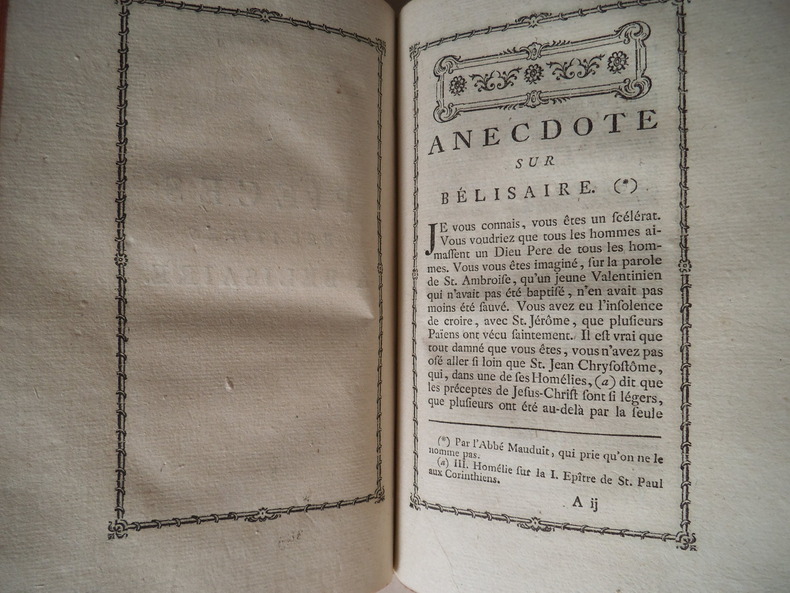 ANECDOTE
SUR
BÉLISAIRE. (*)
JE vous connais, vous êtes un ſcélérat.
Vous voudriez que tous les hommes ai-
maſſent un Dieu Pere de tous les hom-
mes. Vous vous êtes imaginé, ſur la parole
de St. Ambroiſe, qu'un jeune Valentinien
qui n'avait pas été baptiſé, n'en avait pas
moins été ſauvé. Vous avez eu l'inſolence
de croire, avec St. Jérôme, que pluſieurs
Païens ont vécu ſaintement. Il eſt vrai que
tout damné que vous êtes, vous n'avez pas
oſé aller ſi loin que St. Jean Chryſoſtôme,
qui, dans une de ſes Homélies, (a) dit que
les préceptes de Jeſus-Chriſt ſont ſi légers,
que pluſieurs ont été au-delà par la ſeule
(*) Par l'Abbé Mauduit, qui prie qu'on ne le
nomme pas.
(a) III. Homélie ſur la I. Epître de St. Paul
aux Corinthiens.
A ij